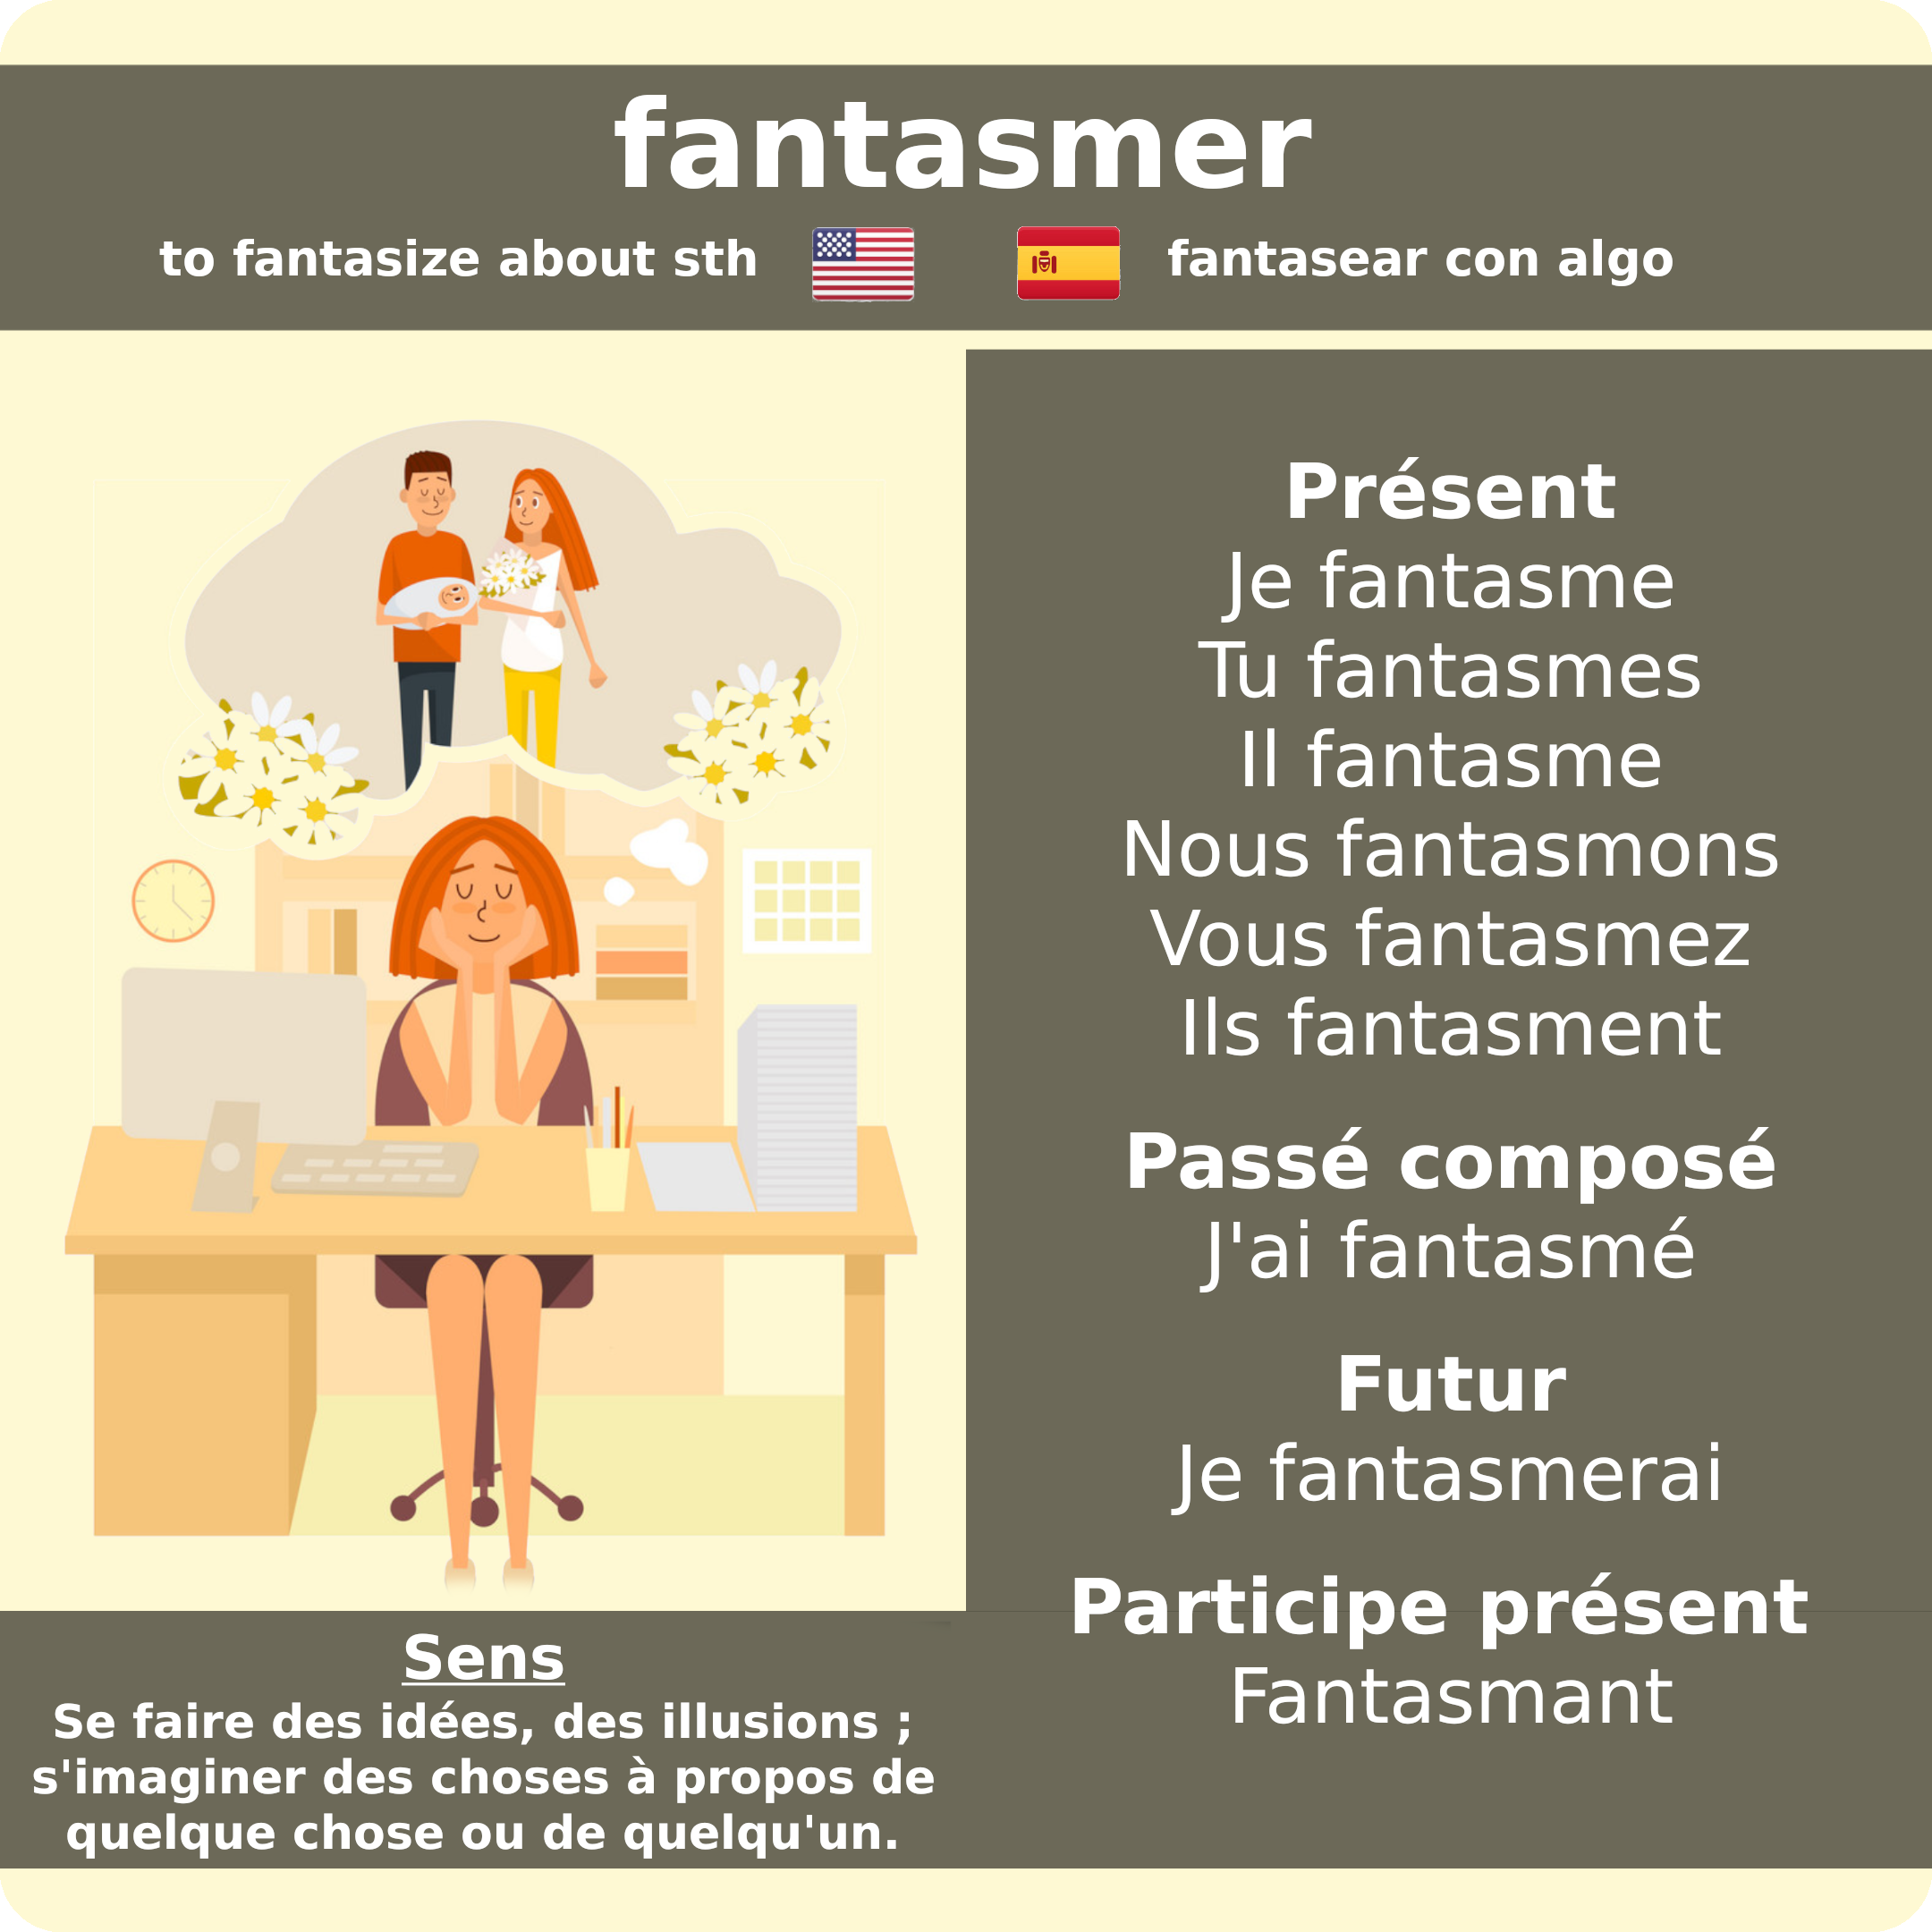 fantasmer
to fantasize about sth
fantasear con algo
Présent
Je fantasme
Tu fantasmes
Il fantasme
Nous fantasmons
Vous fantasmez
Ils fantasment
Passé composé
J'ai fantasmé
Futur
Je fantasmerai
Participe présent
Fantasmant
Sens
Se faire des idées, des illusions ;
s'imaginer des choses à propos de
quelque chose ou de quelqu'un.